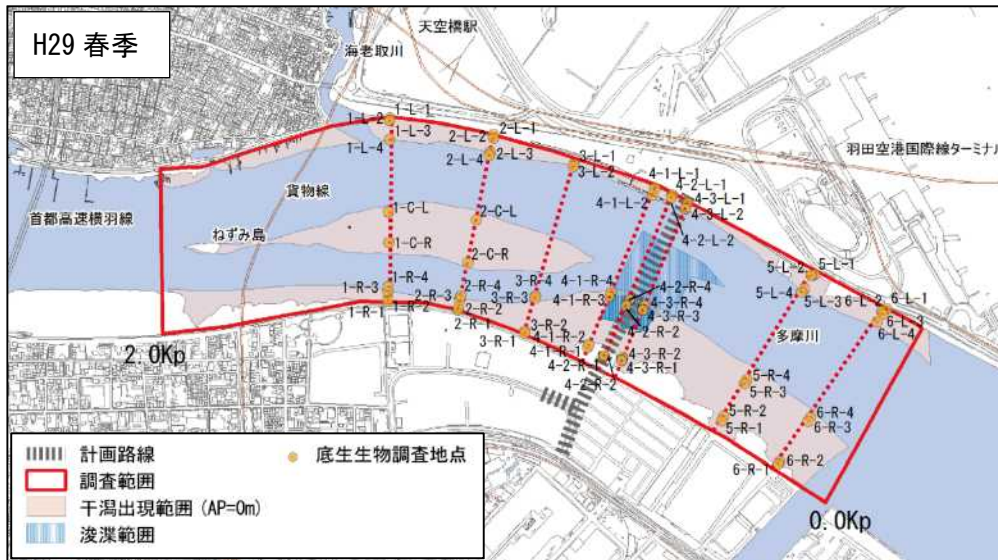 H29 春季
天空橋駅
海老取川
羽田空港国際線ターミナル
首都高速横羽線
貨物線
ねずみ島
多摩川
2.0Kp
0.0Kp
1-L-1
1-L-2
1-L-3
1-L-4
1-C-L
1-C-R
1-R-4
1-R-3
1-R-2
1-R-1
2-L-1
2-L-2
2-L-3
2-L-4
2-C-L
2-C-R
2-R-4
2-R-3
2-R-2
2-R-1
3-L-1
3-L-2
3-R-4
3-R-3
3-R-2
3-R-1
4-1-L-1
4-1-L-2
4-1-R-4
4-1-R-3
4-1-R-2
4-1-R-1
4-2-L-1
4-2-L-2
4-2-R-4
4-2-R-2
4-2-R-1
4-2-R-2
4-3-L-1
4-3-L-2
4-3-R-4
4-3-R-3
4-3-R-2
4-3-R-1
5-L-1
5-L-2
5-L-3
5-L-4
5-R-4
5-R-3
5-R-2
5-R-1
6-L-1
6-L-2
6-L-3
6-L-4
6-R-4
6-R-3
6-R-2
6-R-1
計画路線
底生生物調査地点
調査範囲
干潟出現範囲 (AP=0m)
浚渫範囲